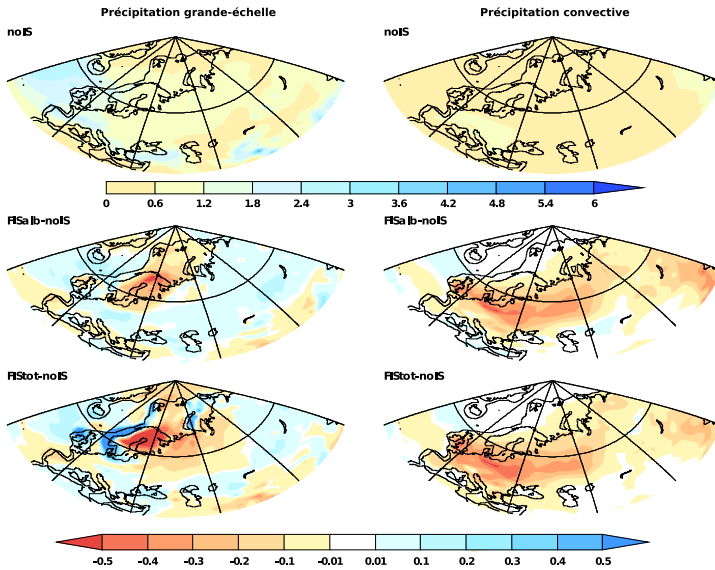 Précipitation grande-échelle Précipitation convective
noIS noIS
0 0.6 1.2 1.8 2.4 3 3.6 4.2 4.8 5.4 6
FISalb-noIS FISalb-noIS
FIStot-noIS FIStot-noIS
-0.5 -0.4 -0.3 -0.2 -0.1 -0.01 0.01 0.1 0.2 0.3 0.4 0.5